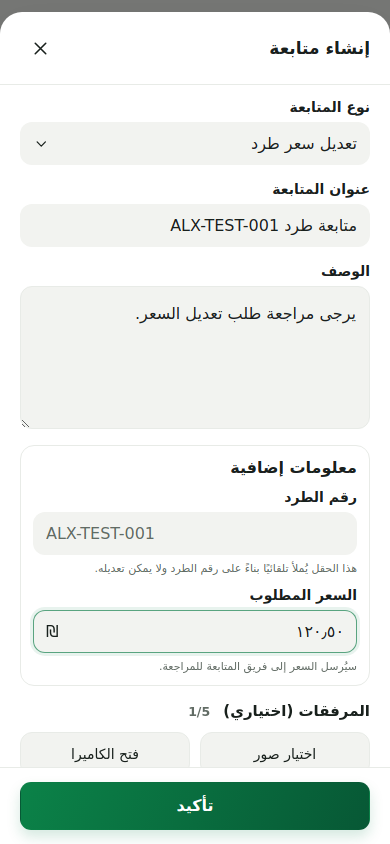 إنشاء متابعة
نوع المتابعة
تعديل سعر طرد
عنوان المتابعة
متابعة طرد ALX-TEST-001
الوصف
يرجى مراجعة طلب تعديل السعر.
معلومات إضافية
رقم الطرد
ALX-TEST-001
هذا الحقل يُملأ تلقائيًا بناءً على رقم الطرد ولا يمكن تعديله.
السعر المطلوب
١٢٠٫٥٠ ₪
سيُرسل السعر إلى فريق المتابعة للمراجعة.
المرفقات (اختياري) 1/5
اختيار صور
فتح الكاميرا
تأكيد